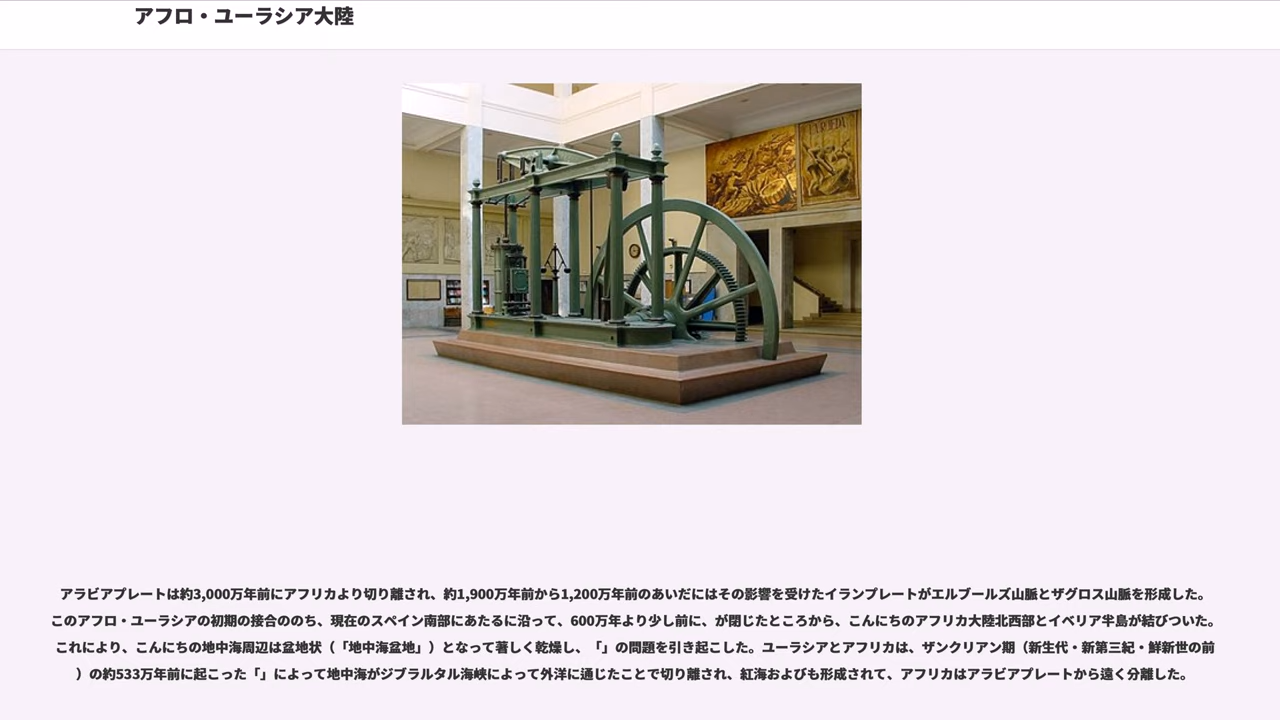 アフロ・ユーラシア大陸
アラビアプレートは約3,000万年前にアフリカより切り離され、約1,900万年前から1,200万年前のあいだにはその影響を受けたイランプレートがエルブールズ山脈とザグロス山脈を形成した。
このアフロ・ユーラシアの初期の接合ののち、現在のスペイン南部にあたるに沿って、600万年より少し前に、が閉じたところから、こんにちのアフリカ大陸北西部とイベリア半島が結びついた。
これにより、こんにちの地中海周辺は盆地状（「地中海盆地」）となって著しく乾燥し、「」の問題を引き起こした。ユーラシアとアフリカは、ザンクリアン期（新生代・新第三紀・鮮新世の前
）の約533万年前に起こった「」によって地中海がジブラルタル海峡によって外洋に通じたことで切り離され、紅海およびも形成されて、アフリカはアラビアプレートから遠く分離した。